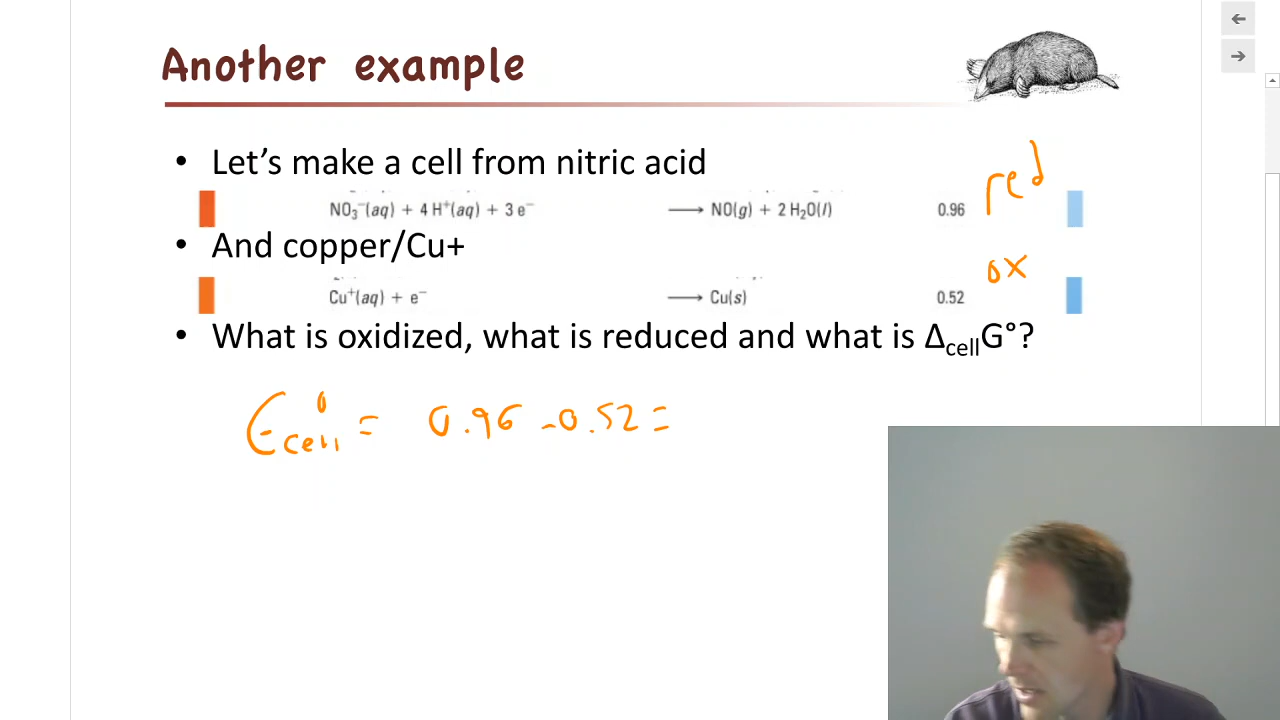 Another example
• Let’s make a cell from nitric acid
NO₃⁻(aq) + 4 H⁺(aq) + 3 e⁻ ⟶ NO(g) + 2 H₂O(l) 0.96 red
• And copper/Cu+
Cu⁺(aq) + e⁻ ⟶ Cu(s) 0.52 ox
• What is oxidized, what is reduced and what is Δcell​G°?
E°cell = 0.96 - 0.52 =